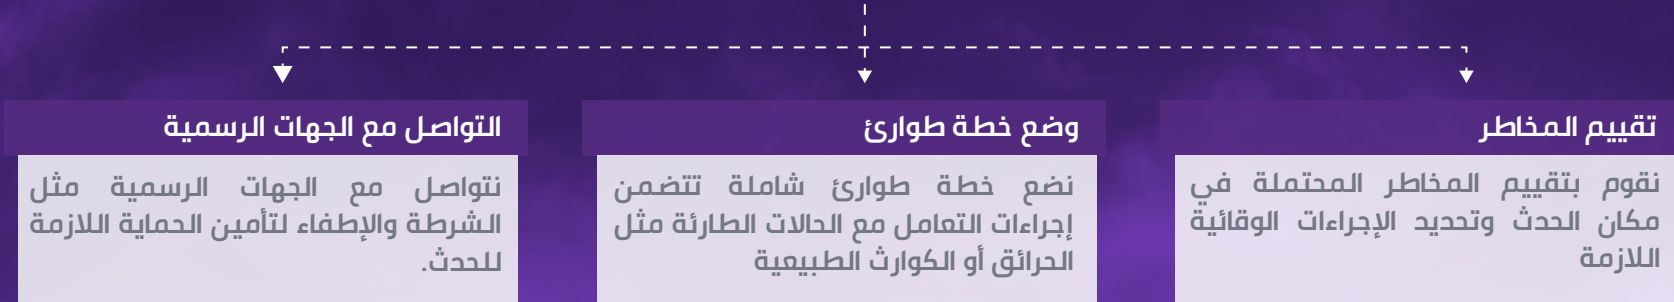 تقييم المخاطر
نقوم بتقييم المخاطر المحتملة في
مكان الحدث وتحديد الإجراءات الوقائية
اللازمة
وضع خطة طوارئ
نضع خطة طوارئ شاملة تتضمن
إجراءات التعامل مع الحالات الطارئة مثل
الحرائق أو الكوارث الطبيعية
التواصل مع الجهات الرسمية
نتواصل مع الجهات الرسمية مثل
الشرطة والإطفاء لتأمين الحماية اللازمة
للحدث.